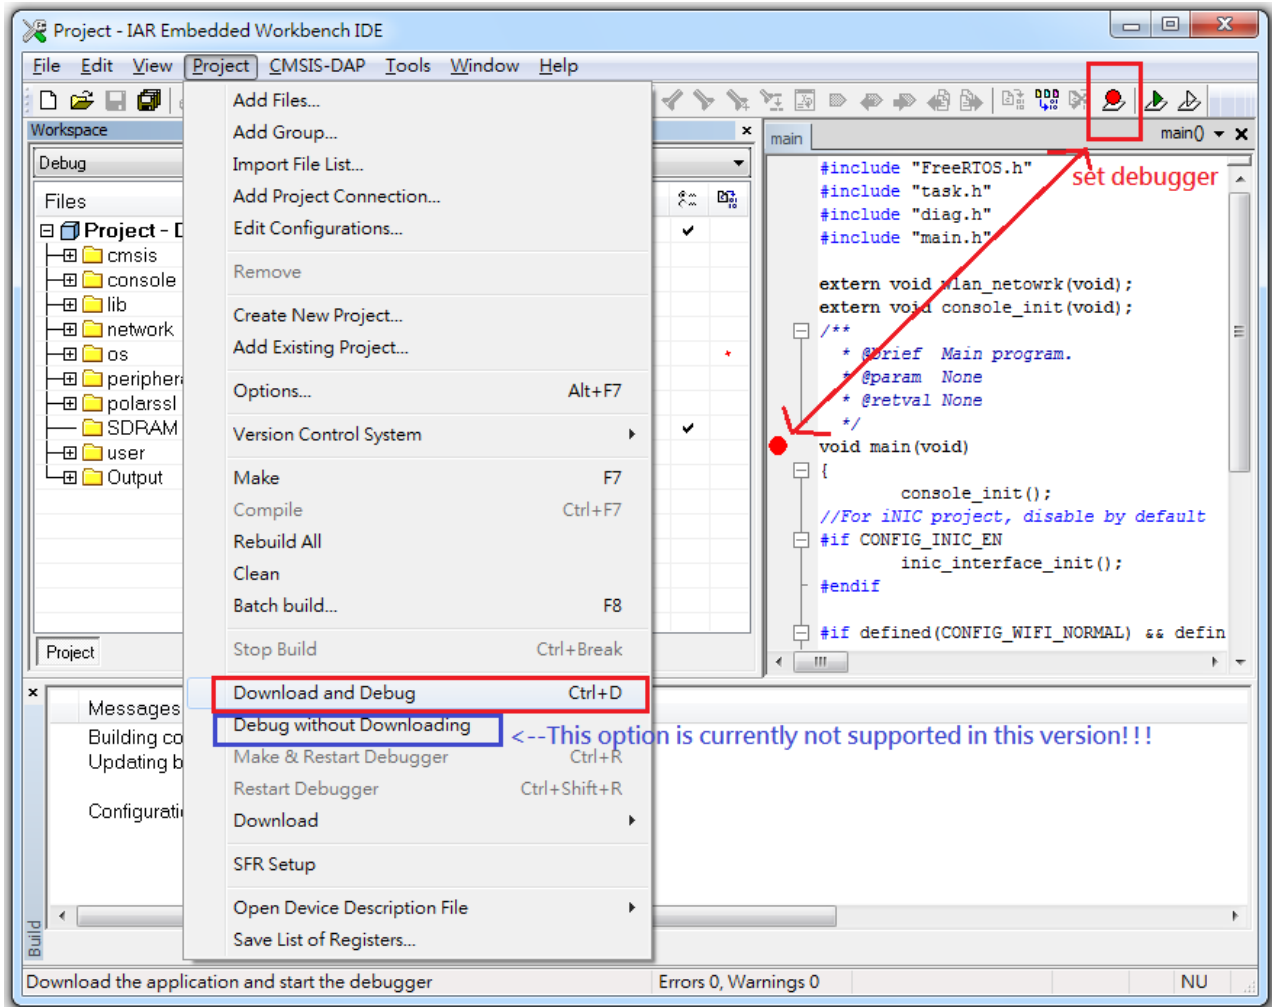 Project - IAR Embedded Workbench IDE
File Edit View Project CMSIS-DAP Tools Window Help
Workspace
Debug
Files
Project - D
cmsis
console
lib
network
os
periphera
polarssl
SDRAM
user
Output
Project
Add Files...
Add Group...
Import File List...
Add Project Connection...
Edit Configurations...
Remove
Create New Project...
Add Existing Project...
Options... Alt+F7
Version Control System
Make F7
Compile Ctrl+F7
Rebuild All
Clean
Batch build... F8
Stop Build Ctrl+Break
Download and Debug Ctrl+D
Debug without Downloading
Make & Restart Debugger Ctrl+R
Restart Debugger Ctrl+Shift+R
Download
SFR Setup
Open Device Description File
Save List of Registers...
<--This option is currently not supported in this version!!!
main
main()
set debugger
#include "FreeRTOS.h"
#include "task.h"
#include "diag.h"
#include "main.h"
extern void wlan_netowrk(void);
extern void console_init(void);
/**
* @brief Main program.
* @param None
* @retval None
*/
void main(void)
{
console_init();
//For iNIC project, disable by default
#if CONFIG_INIC_EN
inic_interface_init();
#endif
#if defined(CONFIG_WIFI_NORMAL) && defin
Messages
Building co
Updating b
Configurati
Build
Download the application and start the debugger
Errors 0, Warnings 0
NU